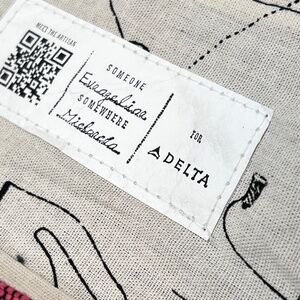 MEET THE ARTISAN
SOMEONE
Evangelina
SOMEWHERE
Michoacán
FOR
DELTA